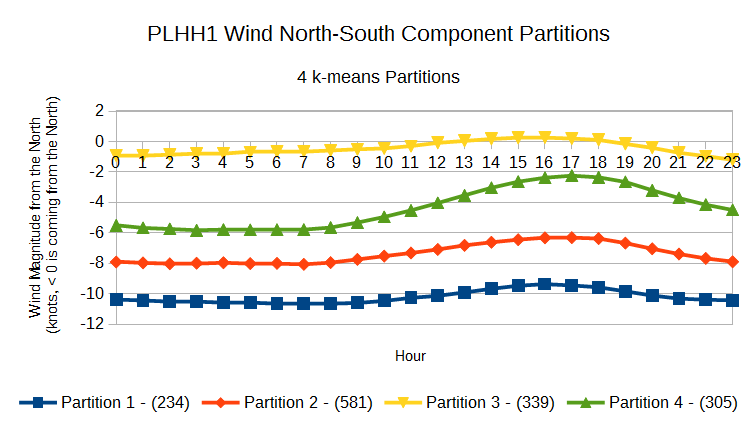 PLHH1 Wind North-South Component Partitions
4 k-means Partitions
Wind Magnitude from the North
(knots, < 0 is coming from the North)
2
0
-2
-4
-6
-8
-10
-12
0 1 2 3 4 5 6 7 8 9 10 11 12 13 14 15 16 17 18 19 20 21 22 23
Hour
Partition 1 - (234) Partition 2 - (581) Partition 3 - (339) Partition 4 - (305)